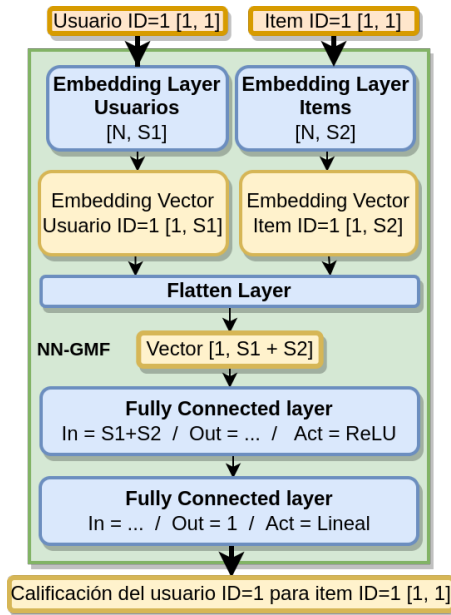 Usuario ID=1 [1, 1]
Item ID=1 [1, 1]
Embedding Layer
Usuarios
[N, S1]
Embedding Layer
Items
[N, S2]
Embedding Vector
Usuario ID=1 [1, S1]
Embedding Vector
Item ID=1 [1, S2]
Flatten Layer
NN-GMF
Vector [1, S1 + S2]
Fully Connected layer
In = S1+S2 / Out = ... / Act = ReLU
Fully Connected layer
In = ... / Out = 1 / Act = Lineal
Calificación del usuario ID=1 para item ID=1 [1, 1]